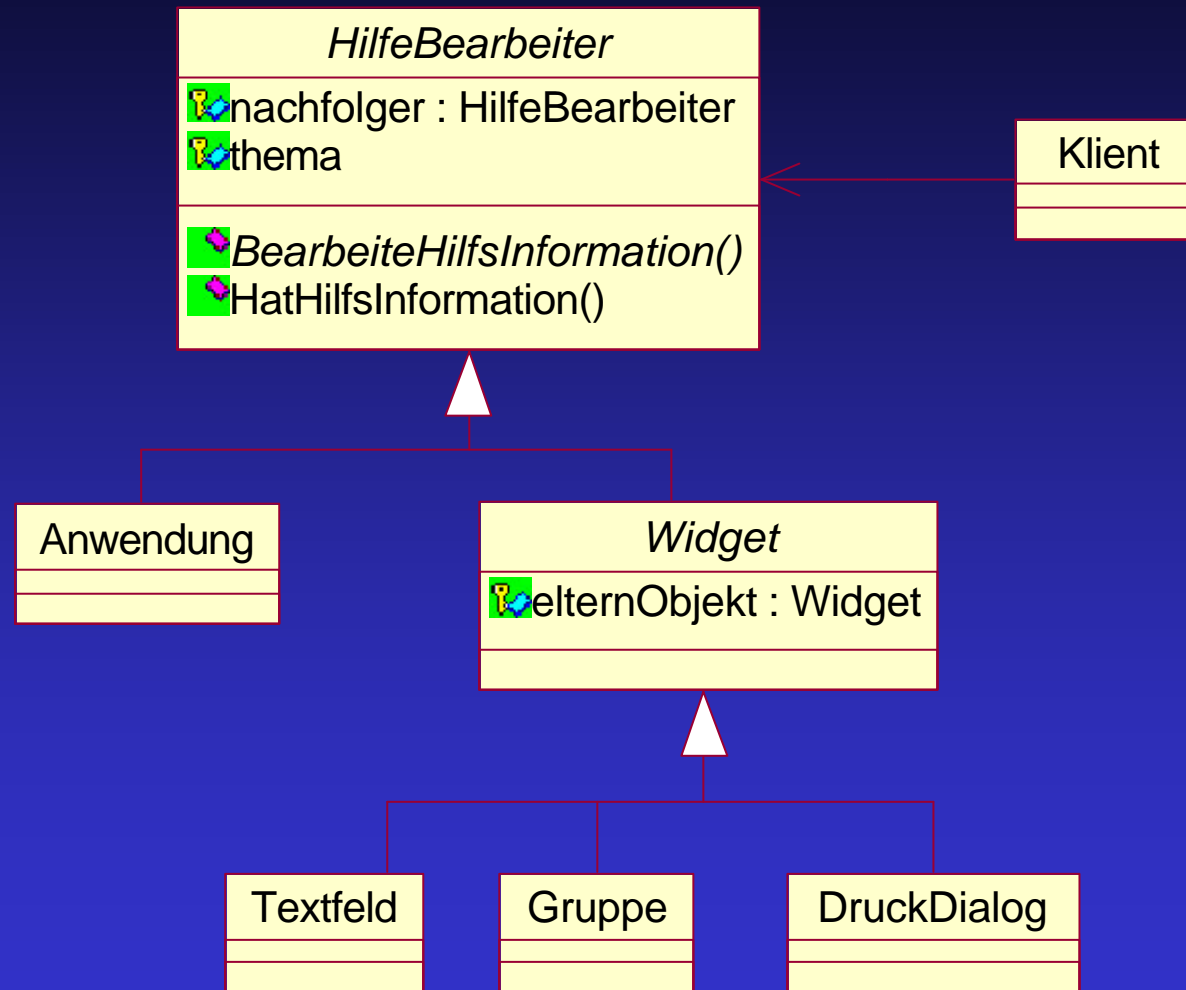 HilfeBearbeiter
nachfolger : HilfeBearbeiter
thema
BearbeiteHilfsInformation()
HatHilfsInformation()
Klient
Anwendung
Widget
elternObjekt : Widget
Textfeld
Gruppe
DruckDialog